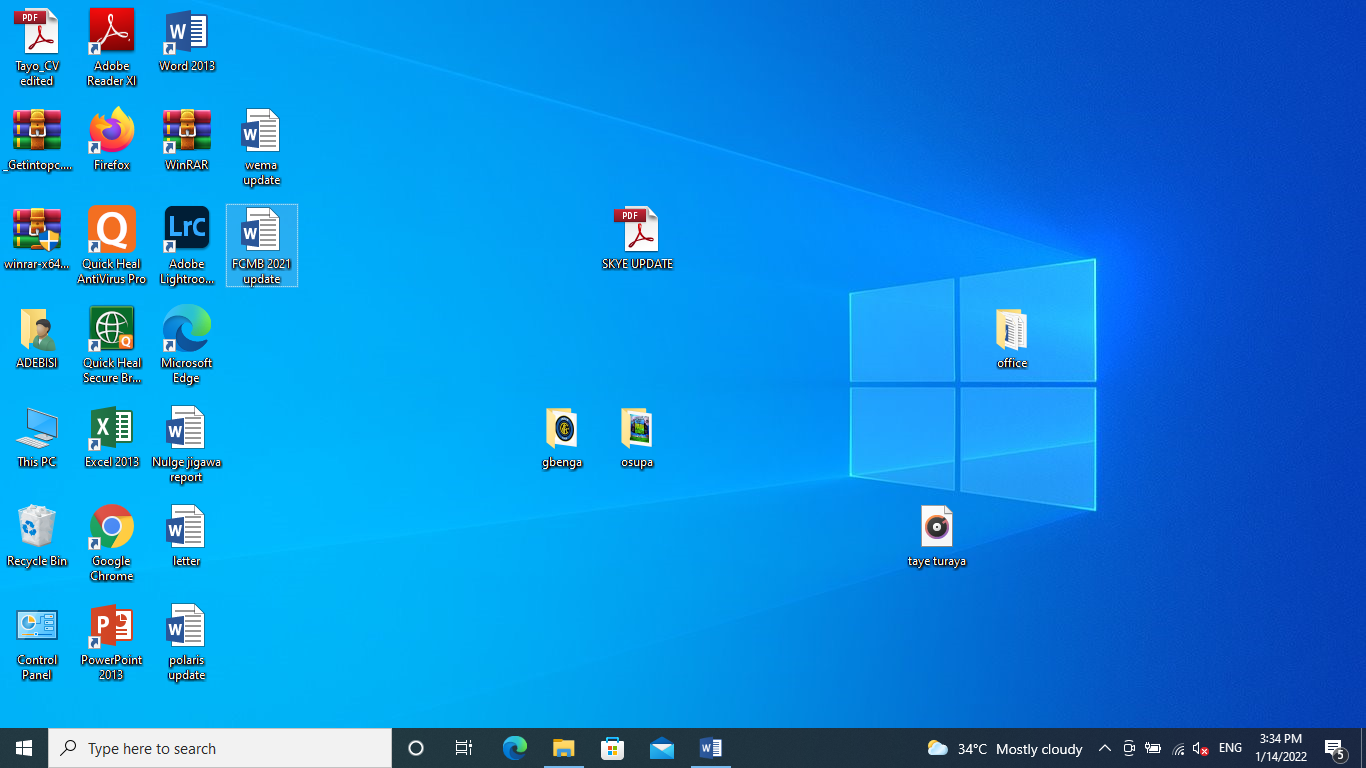 Tayo_CV
edited
Adobe
Reader XI
Word 2013
_Getintopc....
Firefox
WinRAR
wema
update
winrar-x64...
Quick Heal
AntiVirus Pro
Adobe
Lightroo...
FCMB 2021
update
PDF
SKYE UPDATE
ADEBISI
Quick Heal
Secure Br...
Microsoft
Edge
office
This PC
Excel 2013
Nulge jigawa
report
gbenga
osupa
Recycle Bin
Google
Chrome
letter
taye turaya
Control
Panel
PowerPoint
2013
polaris
update
Type here to search
34°C Mostly cloudy
ENG
3:34 PM
1/14/2022
5